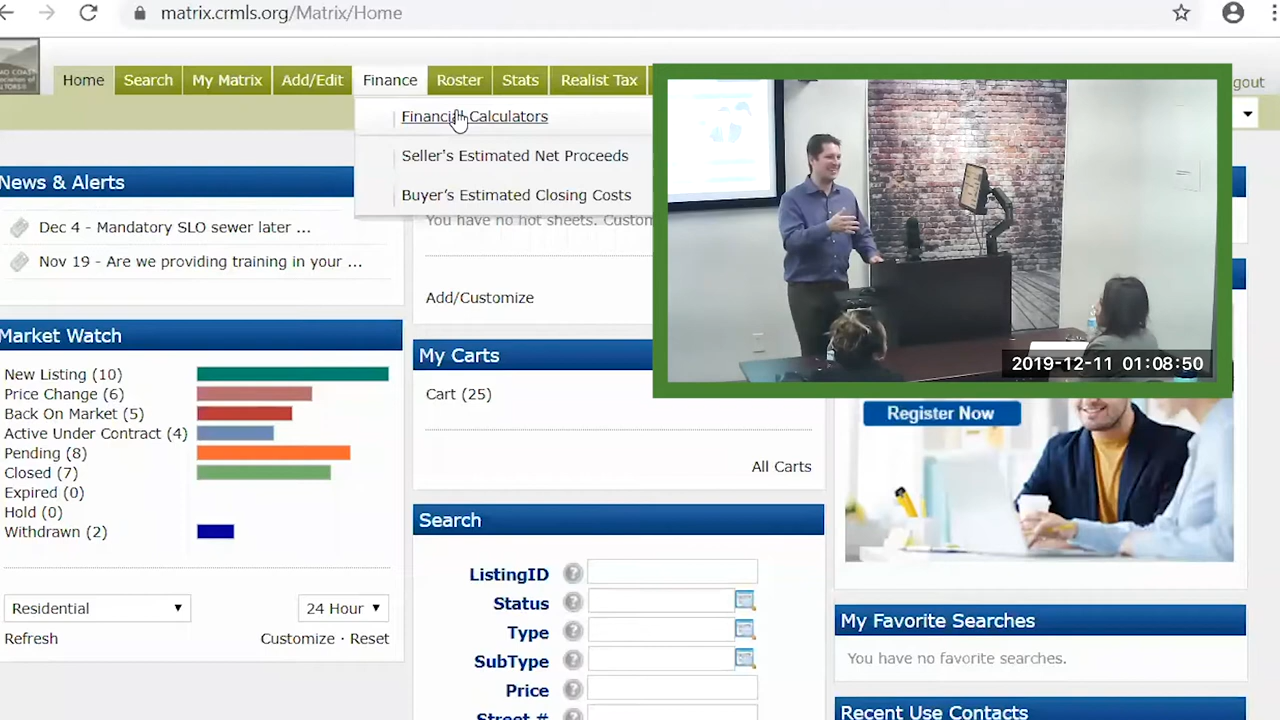 matrix.crmls.org/Matrix/Home
Home
Search
My Matrix
Add/Edit
Finance
Roster
Stats
Realist Tax
Financial Calculators
Seller's Estimated Net Proceeds
Buyer's Estimated Closing Costs
News & Alerts
Dec 4 - Mandatory SLO sewer later ...
Nov 19 - Are we providing training in your ...
You have no hot sheets.
Add/Customize
Market Watch
New Listing (10)
Price Change (6)
Back On Market (5)
Active Under Contract (4)
Pending (8)
Closed (7)
Expired (0)
Hold (0)
Withdrawn (2)
Residential
24 Hour
Refresh
Customize · Reset
My Carts
Cart (25)
All Carts
Search
ListingID
Status
Type
SubType
Price
Street #
2019-12-11 01:08:50
Register Now
My Favorite Searches
You have no favorite searches.
Recent Use Contacts